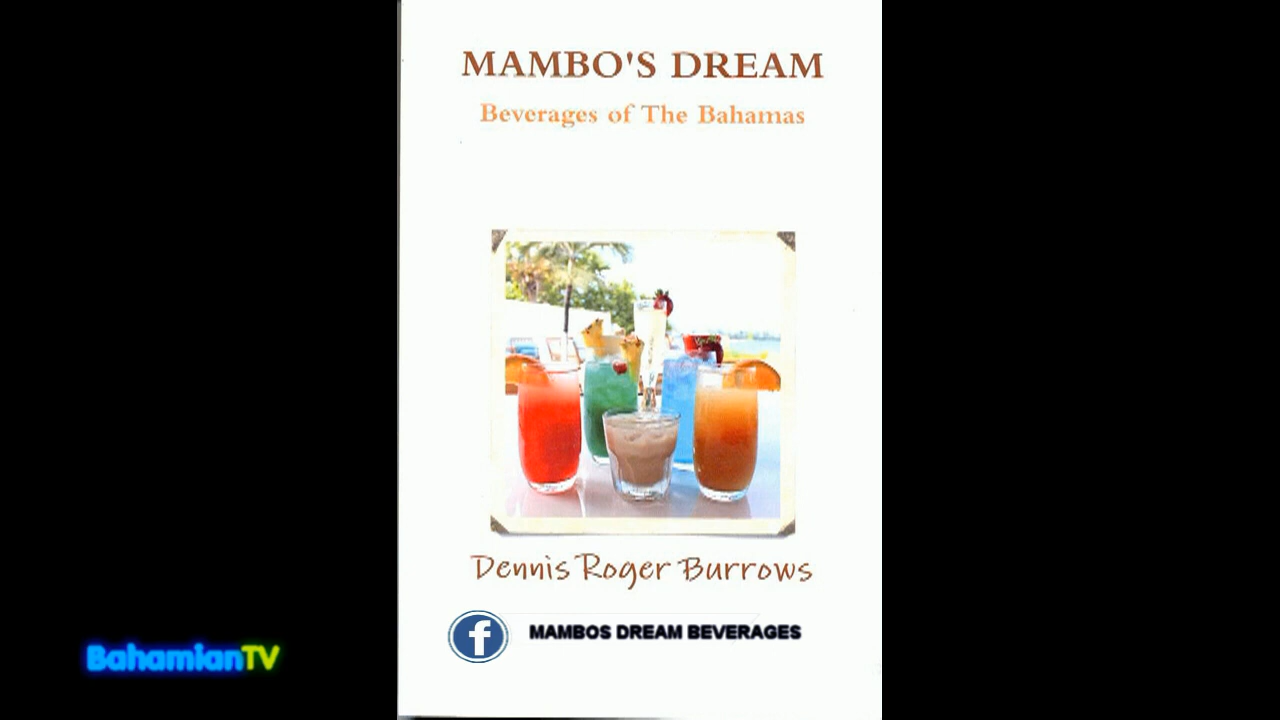 MAMBO'S DREAM
Beverages of The Bahamas
Dennis Roger Burrows
f MAMBOS DREAM BEVERAGES
BahamianTV